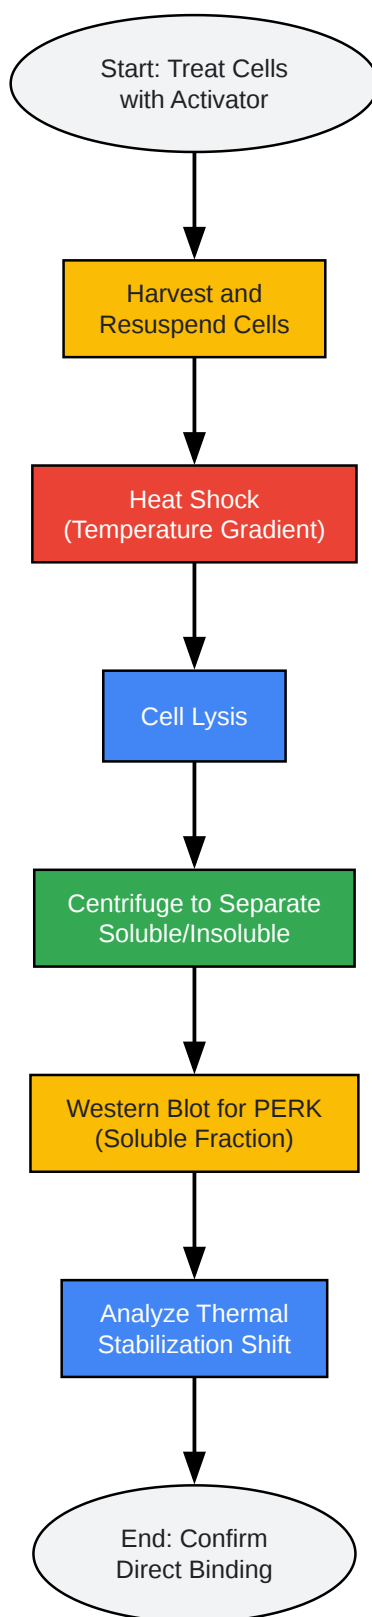 Start: Treat Cells
with Activator
Harvest and
Resuspend Cells
Heat Shock
(Temperature Gradient)
Cell Lysis
Centrifuge to Separate
Soluble/Insoluble
Western Blot for PERK
(Soluble Fraction)
Analyze Thermal
Stabilization Shift
End: Confirm
Direct Binding